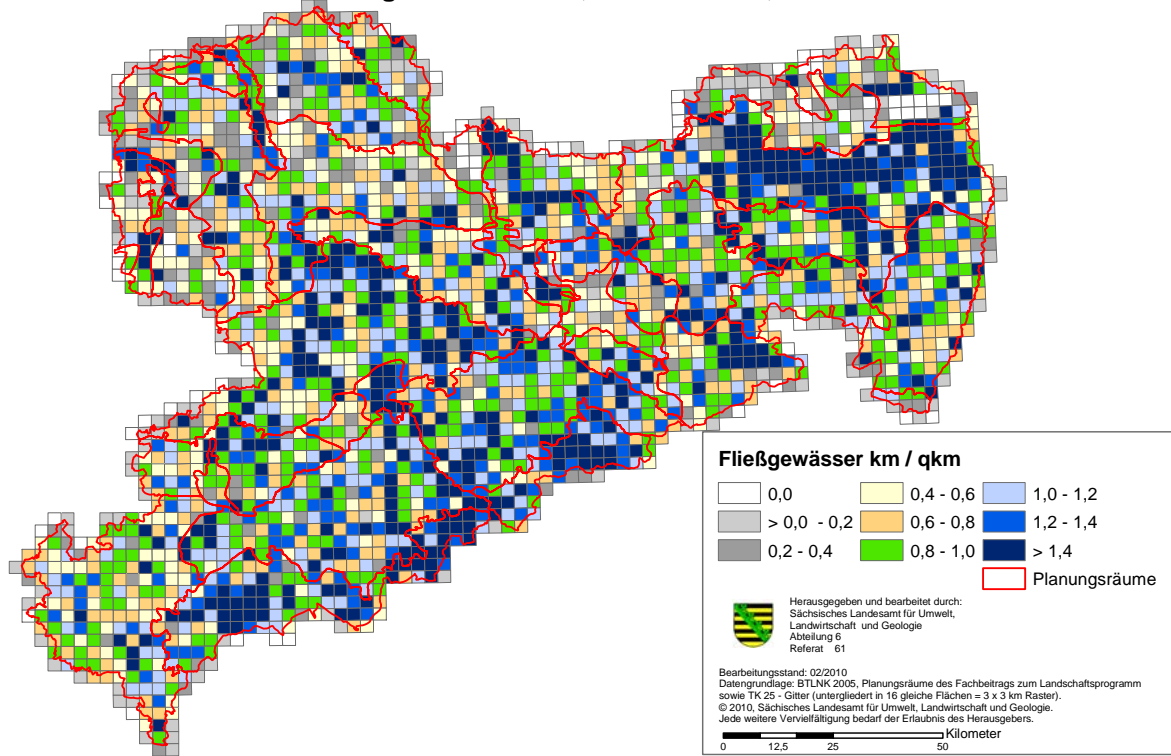 Fließgewässer km / qkm
0,0
> 0,0 - 0,2
0,2 - 0,4
0,4 - 0,6
0,6 - 0,8
0,8 - 1,0
1,0 - 1,2
1,2 - 1,4
> 1,4
Planungsräume
Herausgegeben und bearbeitet durch:
Sächsisches Landesamt für Umwelt,
Landwirtschaft und Geologie
Abteilung 6
Referat 61
Bearbeitungsstand: 02/2010
Datengrundlage: BTLNK 2005, Planungsräume des Fachbeitrags zum Landschaftsprogramm
sowie TK 25 - Gitter (untergliedert in 16 gleiche Flächen = 3 x 3 km Raster).
© 2010, Sächsisches Landesamt für Umwelt, Landwirtschaft und Geologie.
Jede weitere Vervielfältigung bedarf der Erlaubnis des Herausgebers.
Kilometer
0 12,5 25 50